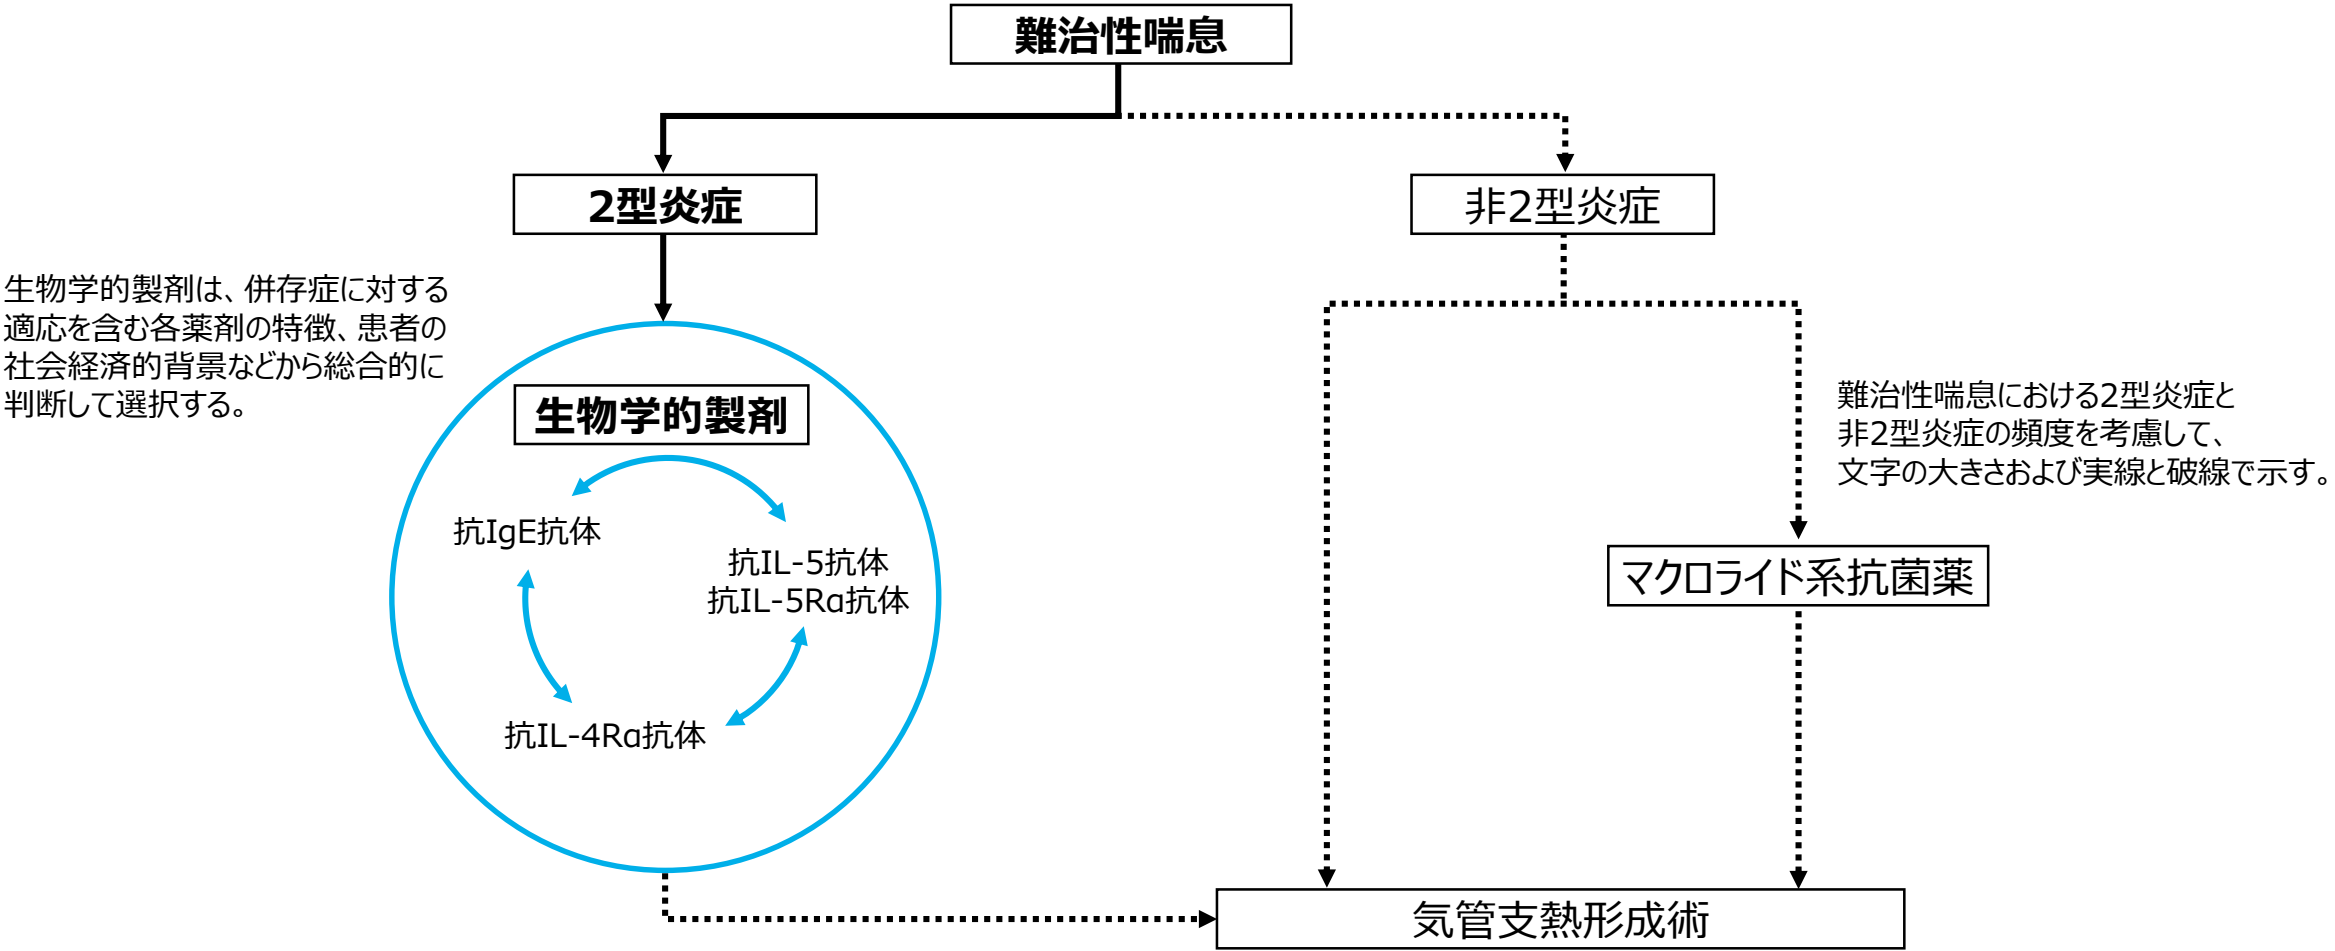 難治性喘息
2型炎症
非2型炎症
生物学的製剤は、併存症に対する
適応を含む各薬剤の特徴、患者の
社会経済的背景などから総合的に
判断して選択する。
生物学的製剤
抗IgE抗体
抗IL-5抗体
抗IL-5Rα抗体
抗IL-4Rα抗体
難治性喘息における2型炎症と
非2型炎症の頻度を考慮して、
文字の大きさおよび実線と破線で示す。
マクロライド系抗菌薬
気管支熱形成術